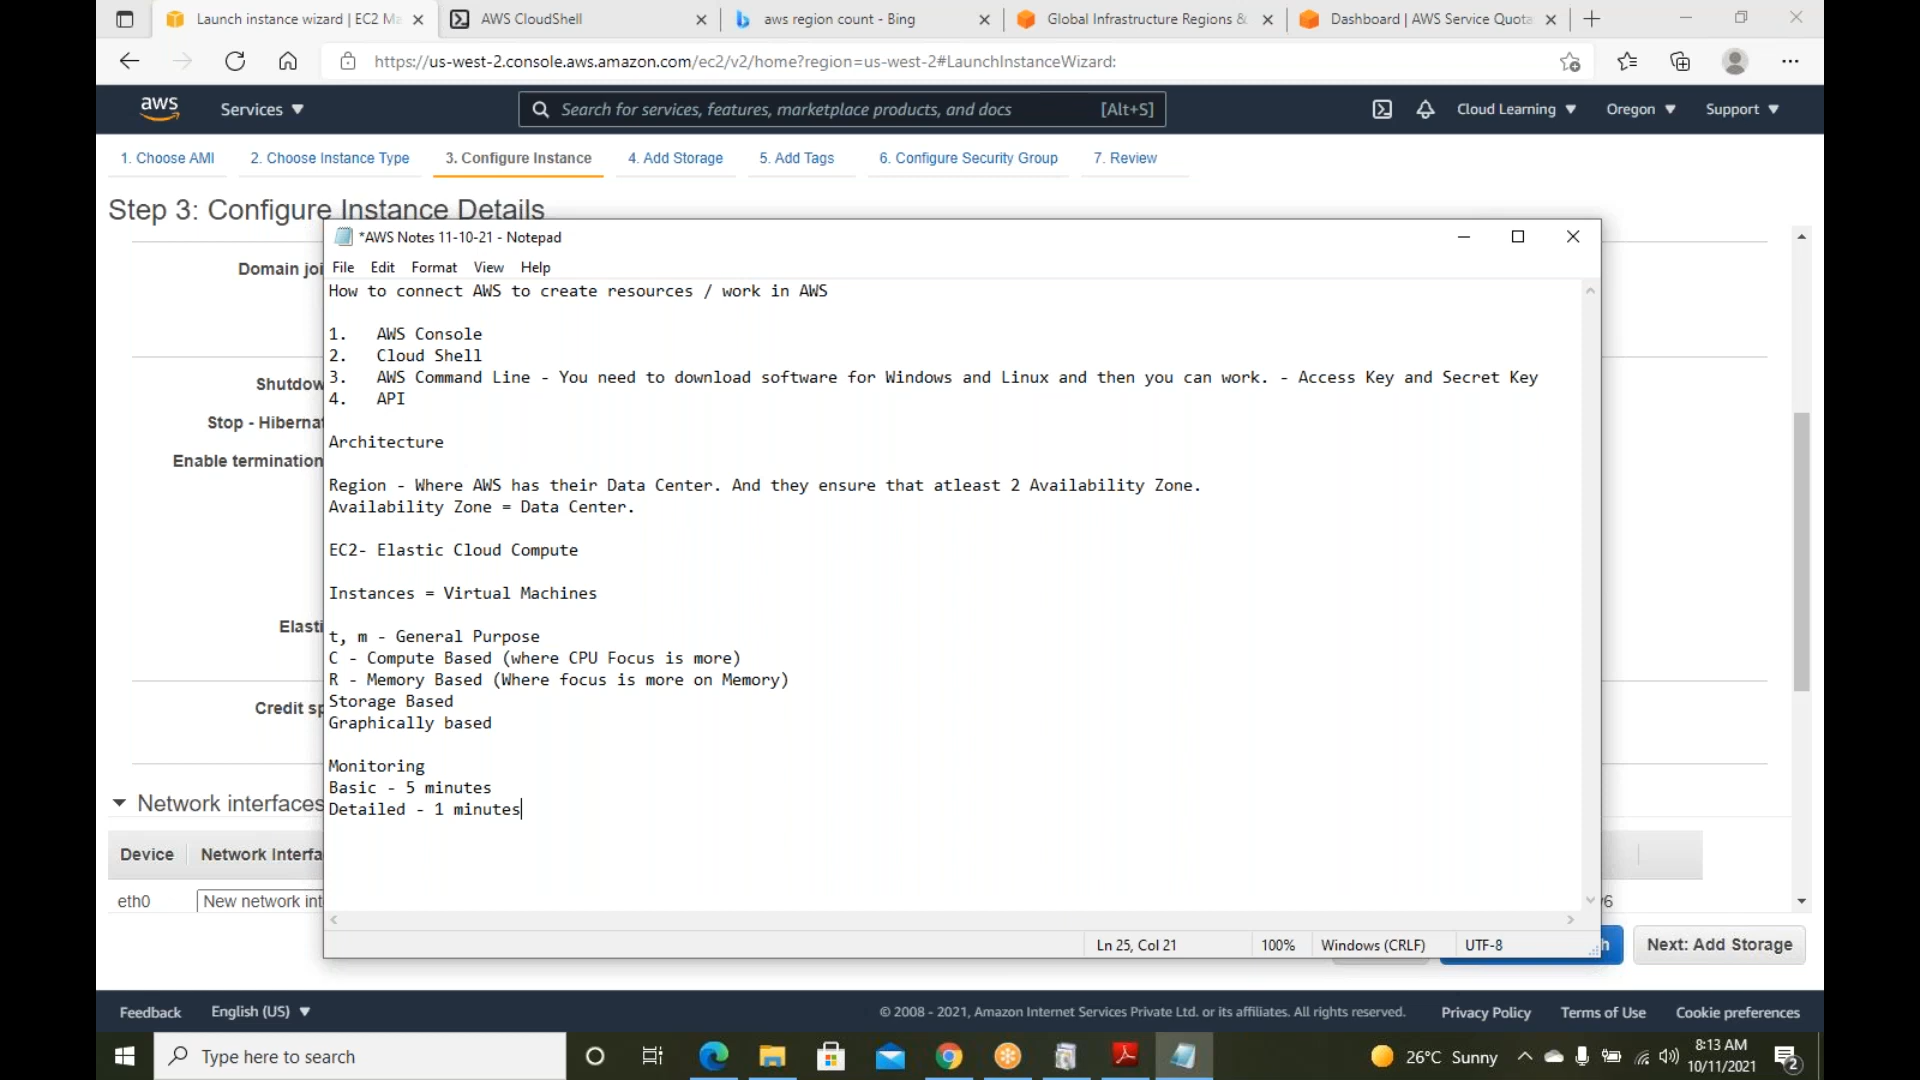 Launch instance wizard | EC2 Ma
AWS CloudShell
aws region count - Bing
Global Infrastructure Regions &
Dashboard | AWS Service Quota
https://us-west-2.console.aws.amazon.com/ec2/v2/home?region=us-west-2#LaunchInstanceWizard:
aws
Services
Search for services, features, marketplace products, and docs
[Alt+S]
Cloud Learning
Oregon
Support
1. Choose AMI
2. Choose Instance Type
3. Configure Instance
4. Add Storage
5. Add Tags
6. Configure Security Group
7. Review
Step 3: Configure Instance Details
*AWS Notes 11-10-21 - Notepad
File Edit Format View Help
How to connect AWS to create resources / work in AWS
1. AWS Console
2. Cloud Shell
3. AWS Command Line - You need to download software for Windows and Linux and then you can work. - Access Key and Secret Key
4. API
Architecture
Region - Where AWS has their Data Center. And they ensure that atleast 2 Availability Zone.
Availability Zone = Data Center.
EC2- Elastic Cloud Compute
Instances = Virtual Machines
t, m - General Purpose
C - Compute Based (where CPU Focus is more)
R - Memory Based (Where focus is more on Memory)
Storage Based
Graphically based
Monitoring
Basic - 5 minutes
Detailed - 1 minutes
Ln 25, Col 21
100%
Windows (CRLF)
UTF-8
Domain joi
Shutdow
Stop - Hiberna
Enable termination
Elasti
Credit sp
Network interfaces
Device
Network Interfa
eth0
New network int
Next: Add Storage
Feedback
English (US)
© 2008 - 2021, Amazon Internet Services Private Ltd. or its affiliates. All rights reserved.
Privacy Policy
Terms of Use
Cookie preferences
Type here to search
26°C Sunny
8:13 AM
10/11/2021
2